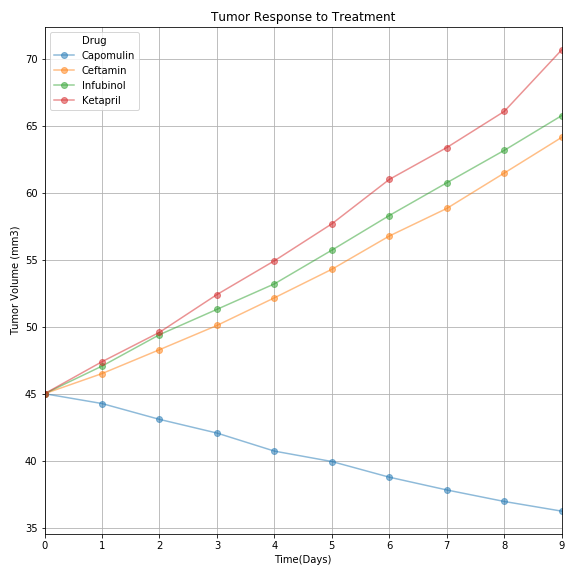 Tumor Response to Treatment
Drug
Capomulin
Ceftamin
Infubinol
Ketapril
Tumor Volume (mm3)
70
65
60
55
50
45
40
35
0 1 2 3 4 5 6 7 8 9
Time(Days)